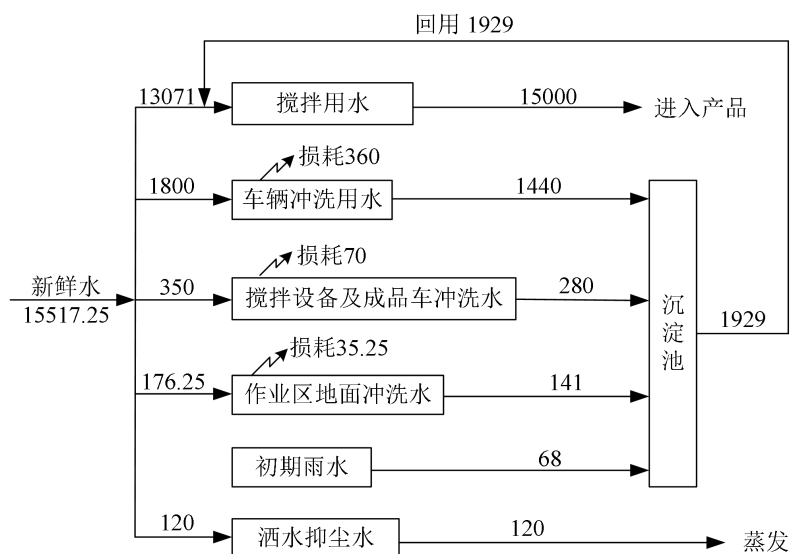 回用 1929
13071
搅拌用水
15000
进入产品
损耗360
1800
车辆冲洗用水
1440
损耗70
新鲜水
15517.25
350
搅拌设备及成品车冲洗水
280
沉淀池
1929
损耗35.25
176.25
作业区地面冲洗水
141
初期雨水
68
120
洒水抑尘水
120
蒸发